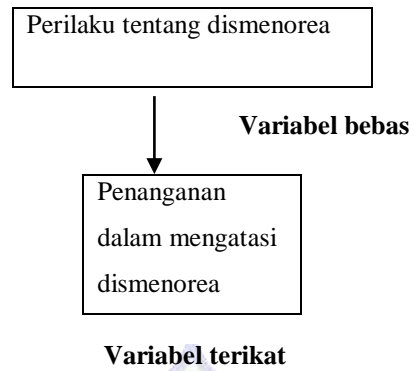 Perilaku tentang dismenorea
Variabel bebas
Penanganan
dalam mengatasi
dismenorea
Variabel terikat